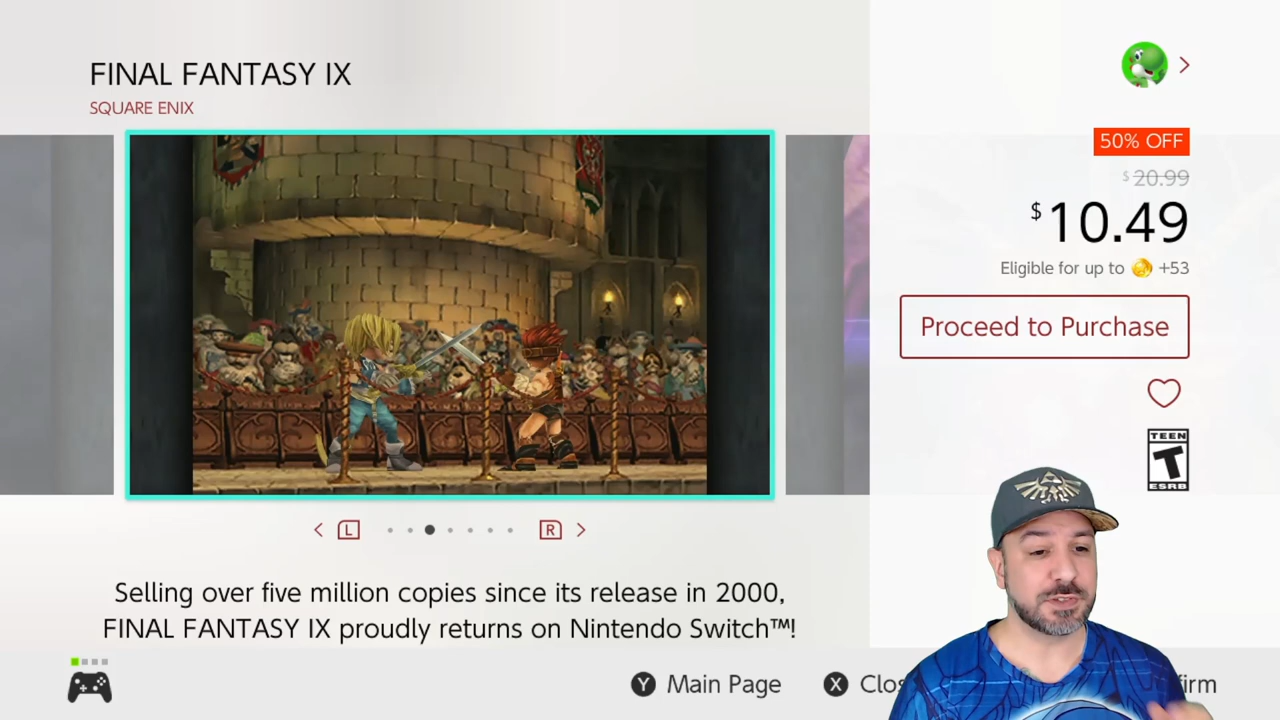 FINAL FANTASY IX
SQUARE ENIX
50% OFF
$20.99
$10.49
Eligible for up to +53
Proceed to Purchase
TEEN
T
ESRB
L
R
Selling over five million copies since its release in 2000,
FINAL FANTASY IX proudly returns on Nintendo Switch™!
Y Main Page
X Clos
firm